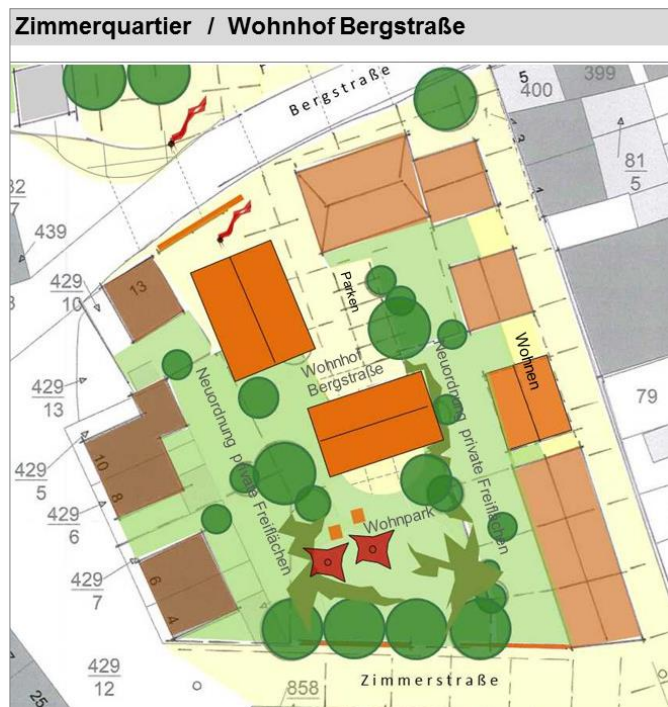 Zimmerquartier / Wohnhof Bergstraße
Bergstraße
5
400
399
81
5
439
429
10
13
Parken
Wohnhof
Bergstraße
Wohnen
Neuordnung private Freiflächen
Neuordnung private Freiflächen
429
13
79
10
8
429
5
429
6
Wohnpark
6
4
429
7
Zimmerstraße
429
12
858
25